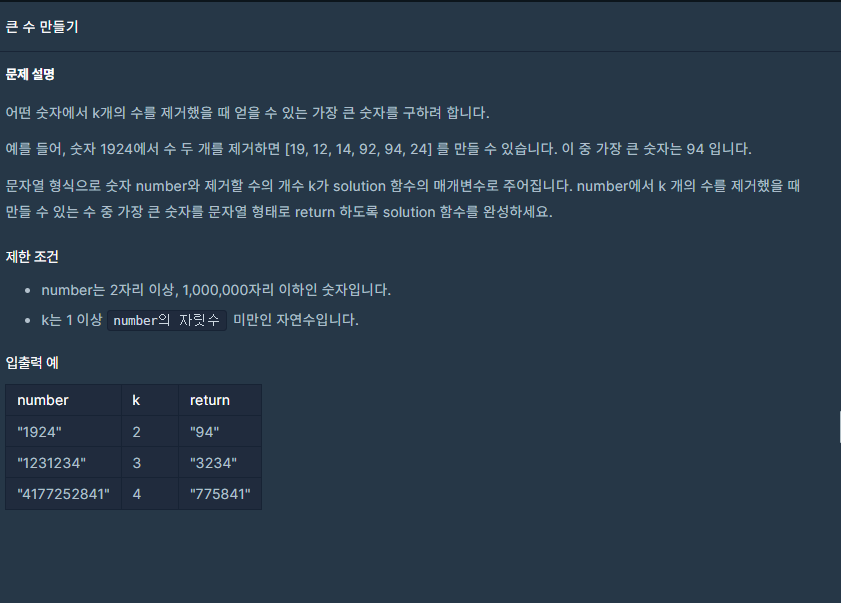 큰 수 만들기
문제 설명
어떤 숫자에서 k개의 수를 제거했을 때 얻을 수 있는 가장 큰 숫자를 구하려 합니다.
예를 들어, 숫자 1924에서 수 두 개를 제거하면 [19, 12, 14, 92, 94, 24] 를 만들 수 있습니다. 이 중 가장 큰 숫자는 94 입니다.
문자열 형식으로 숫자 number와 제거할 수의 개수 k가 solution 함수의 매개변수로 주어집니다. number에서 k 개의 수를 제거했을 때
만들 수 있는 수 중 가장 큰 숫자를 문자열 형태로 return 하도록 solution 함수를 완성하세요.
제한 조건
• number는 2자리 이상, 1,000,000자리 이하인 숫자입니다.
• k는 1 이상 number의 자릿수 미만인 자연수입니다.
입출력 예
number k return
"1924" 2 "94"
"1231234" 3 "3234"
"4177252841" 4 "775841"